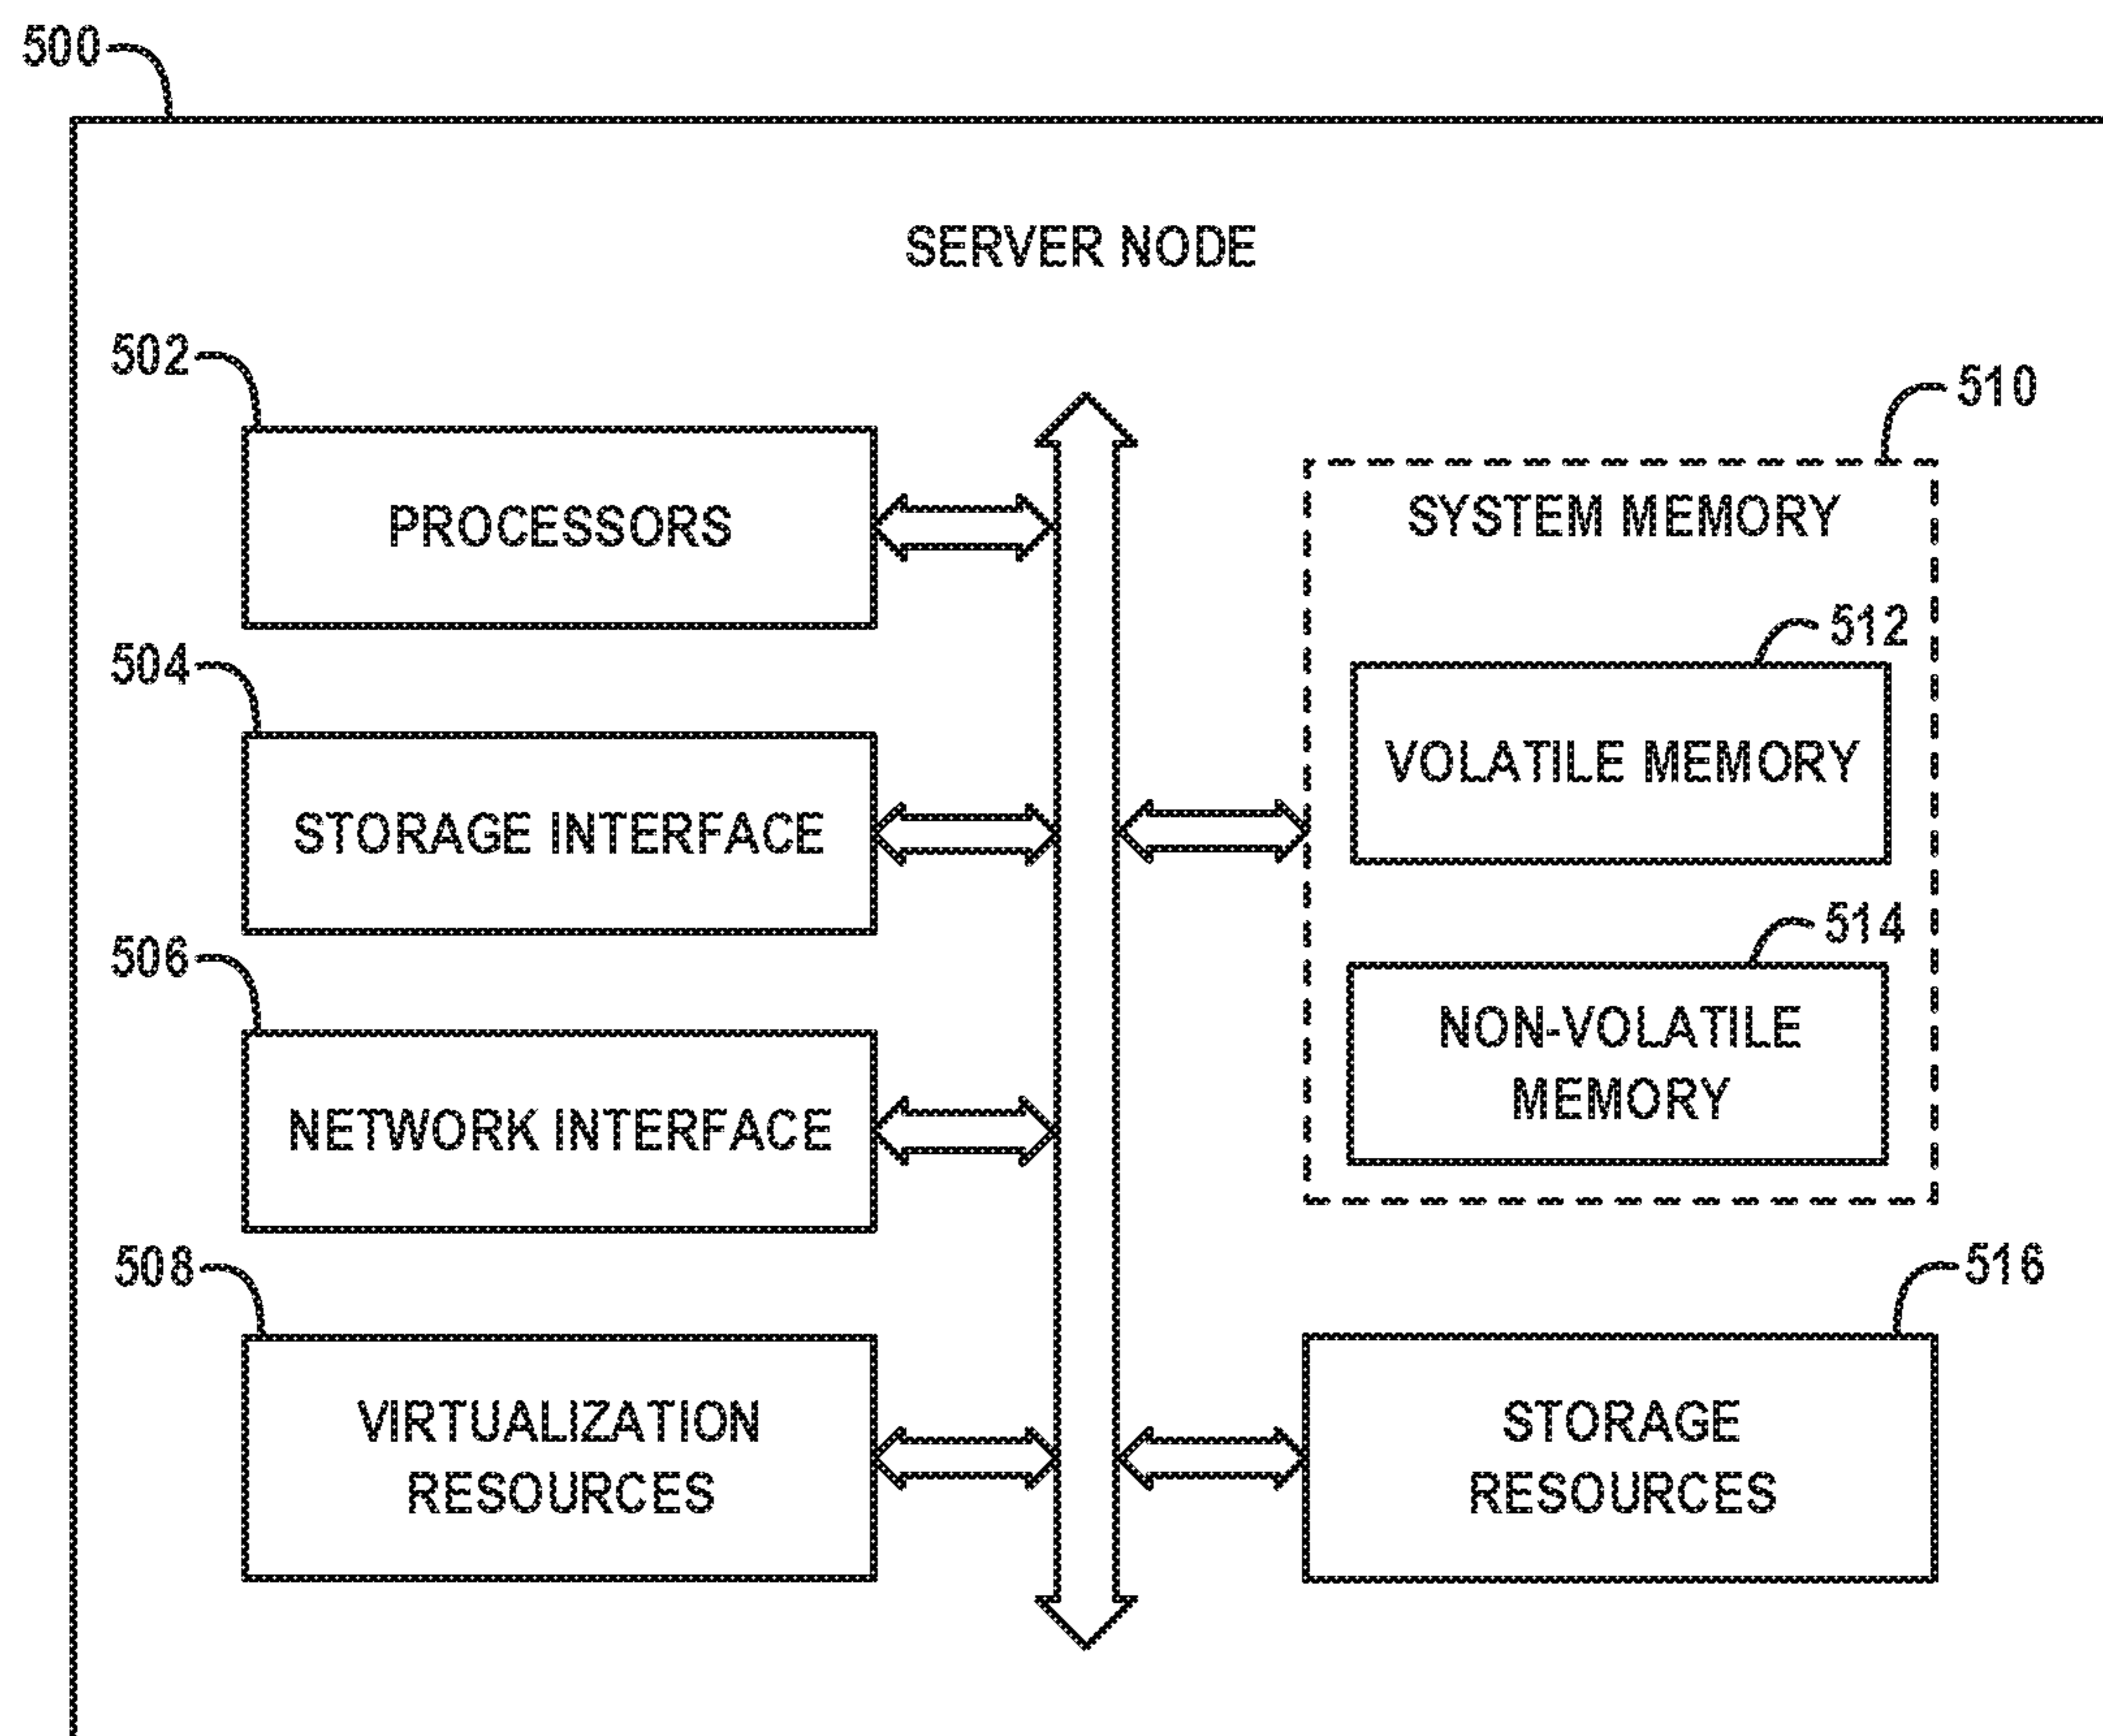 500
SERVER NODE
502
PROCESSORS
504
STORAGE INTERFACE
506
NETWORK INTERFACE
508
VIRTUALIZATION
RESOURCES
510
SYSTEM MEMORY
512
VOLATILE MEMORY
514
NON-VOLATILE
MEMORY
516
STORAGE
RESOURCES